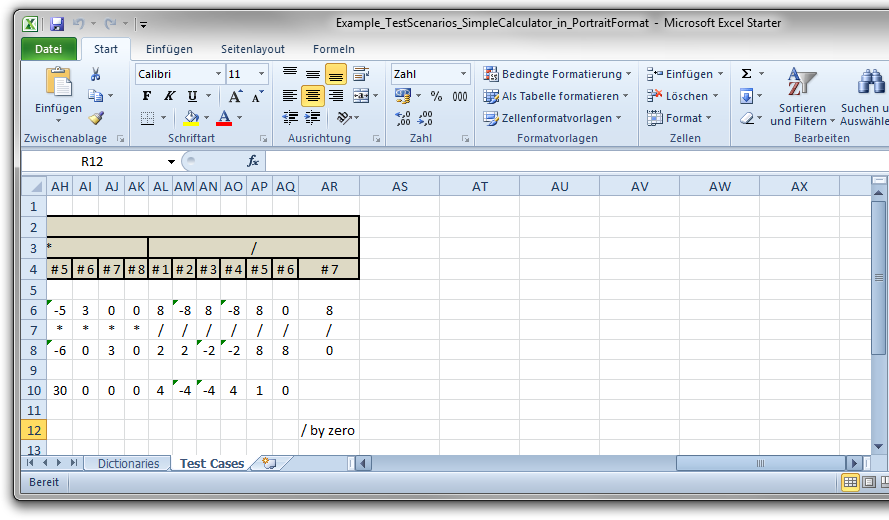 Example_TestScenarios_SimpleCalculator_in_PortraitFormat - Microsoft Excel Starter
Datei Start Einfügen Seitenlayout Formeln
Calibri 11 Zahl Bedingte Formatierung Einfügen Σ
Einfügen F K U A A % 000 Als Tabelle formatieren Löschen Sortieren und Filtern Suchen u Auswähle
A ,00 ,0 Zellenformatvorlagen Format
Zwischenablage Schriftart Ausrichtung Zahl Formatvorlagen Zellen Bearbeiten
R12 fx
AH AI AJ AK AL AM AN AO AP AQ AR AS AT AU AV AW AX
1
2
3 * /
4 #5 #6 #7 #8 #1 #2 #3 #4 #5 #6 #7
5
6 -5 3 0 0 8 -8 8 -8 8 0 8
7 * * * * / / / / / / /
8 -6 0 3 0 2 2 -2 -2 8 8 0
9
10 30 0 0 0 4 -4 -4 4 1 0
11
12 / by zero
13
Dictionaries Test Cases
Bereit